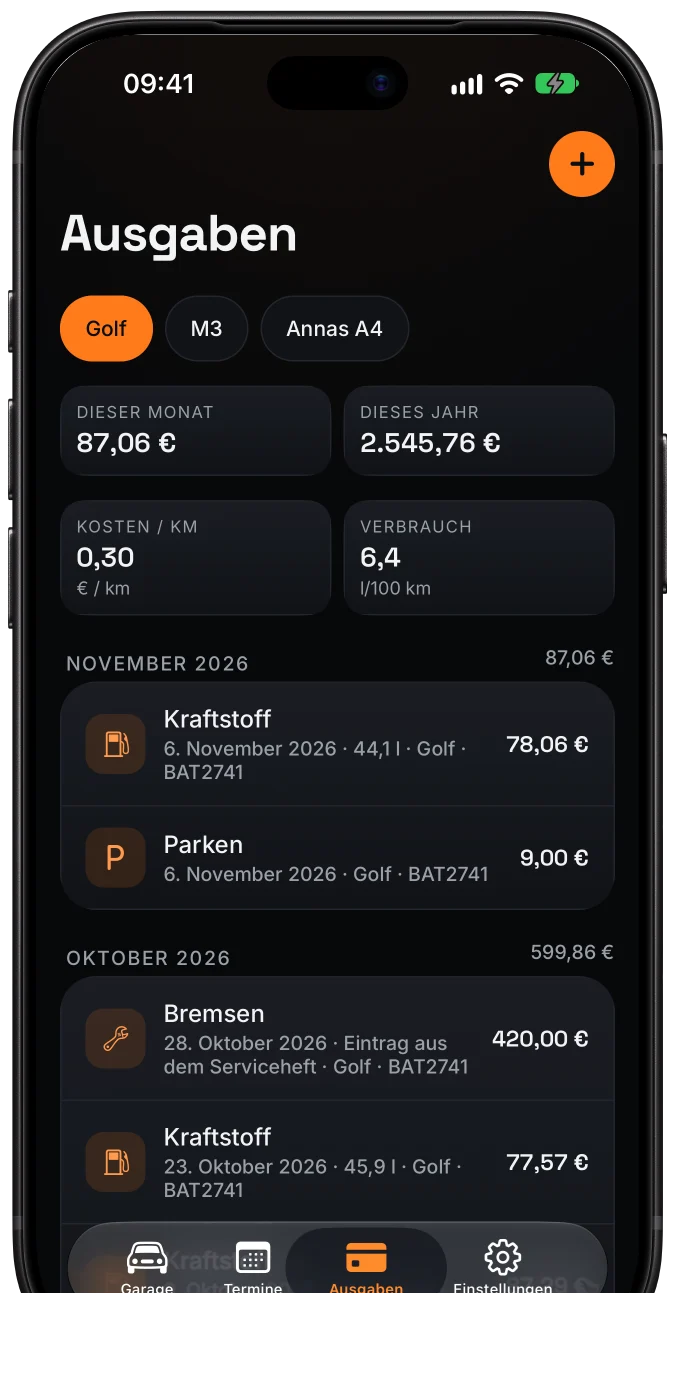 09:41
Ausgaben
Golf
M3
Annas A4
DIESER MONAT
87,06 €
DIESES JAHR
2.545,76 €
KOSTEN / KM
0,30
€ / km
VERBRAUCH
6,4
l/100 km
NOVEMBER 2026
87,06 €
Kraftstoff
6. November 2026 · 44,1 l · Golf ·
BAT2741
78,06 €
Parken
6. November 2026 · Golf · BAT2741
9,00 €
OKTOBER 2026
599,86 €
Bremsen
28. Oktober 2026 · Eintrag aus
dem Serviceheft · Golf · BAT2741
420,00 €
Kraftstoff
23. Oktober 2026 · 45,9 l · Golf ·
BAT2741
77,57 €
Garage
Termine
Ausgaben
Einstellungen